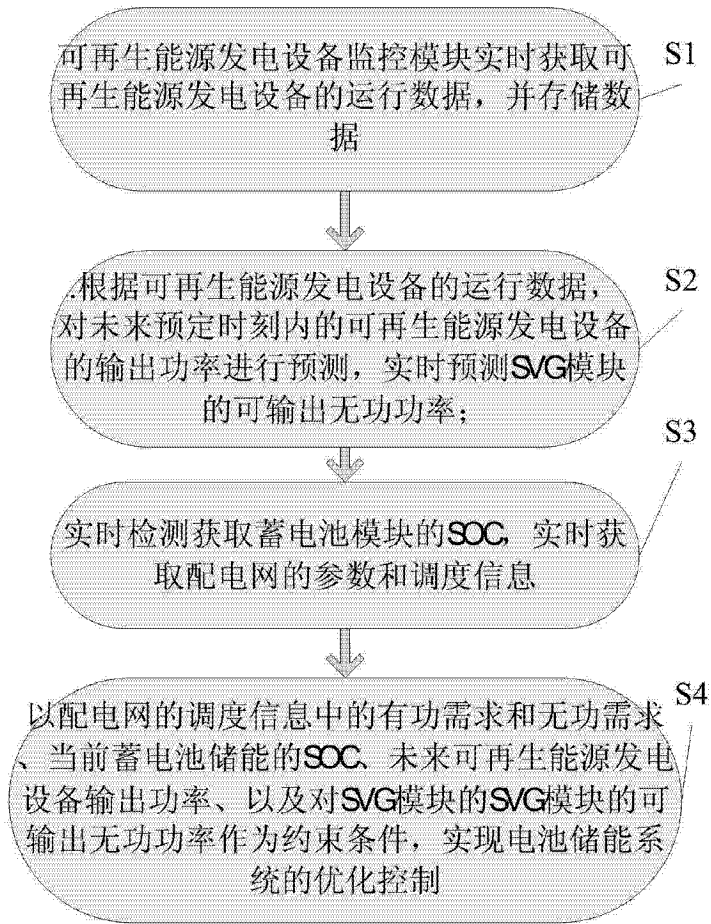 可再生能源发电设备监控模块实时获取可
再生能源发电设备的运行数据，并存储数
据
S1
.根据可再生能源发电设备的运行数据，
对未来预定时刻内的可再生能源发电设备
的输出功率进行预测，实时预测SVG模块
的可输出无功功率；
S2
实时检测获取蓄电池模块的SOC，实时获
取配电网的参数和调度信息
S3
以配电网的调度信息中的有功需求和无功需求
、当前蓄电池储能的SOC、未来可再生能源发电
设备输出功率、以及对SVG模块的SVG模块的可
输出无功功率作为约束条件，实现电池储能系
统的优化控制
S4